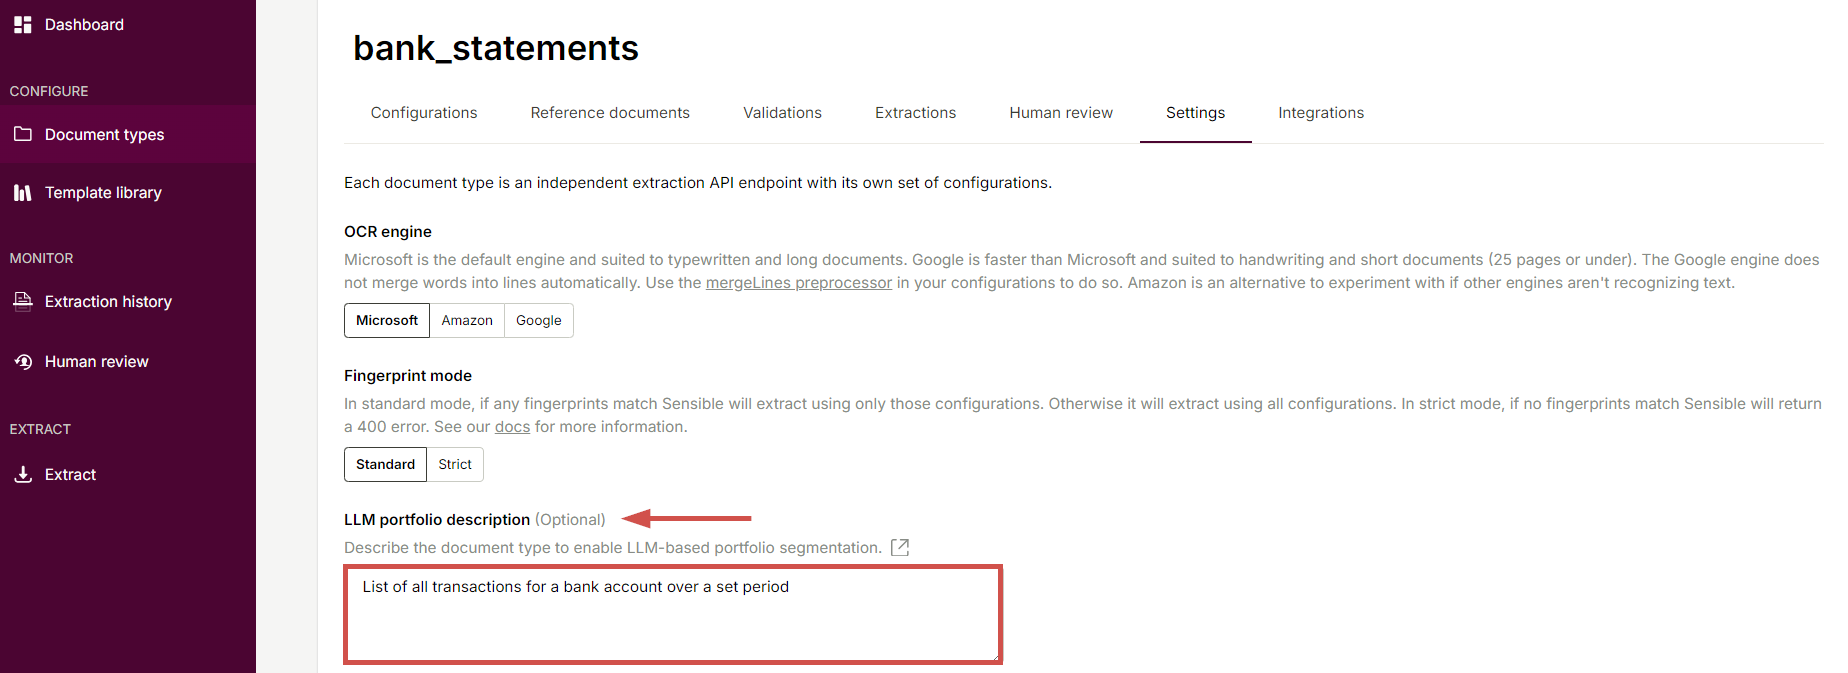 Dashboard
CONFIGURE
Document types
Template library
MONITOR
Extraction history
Human review
EXTRACT
Extract
bank_statements
Configurations
Reference documents
Validations
Extractions
Human review
Settings
Integrations
Each document type is an independent extraction API endpoint with its own set of configurations.
OCR engine
Microsoft is the default engine and suited to typewritten and long documents. Google is faster than Microsoft and suited to handwriting and short documents (25 pages or under). The Google engine does
not merge words into lines automatically. Use the mergeLines preprocessor in your configurations to do so. Amazon is an alternative to experiment with if other engines aren't recognizing text.
Microsoft
Amazon
Google
Fingerprint mode
In standard mode, if any fingerprints match Sensible will extract using only those configurations. Otherwise it will extract using all configurations. In strict mode, if no fingerprints match Sensible will return
a 400 error. See our docs for more information.
Standard
Strict
LLM portfolio description (Optional)
Describe the document type to enable LLM-based portfolio segmentation.
List of all transactions for a bank account over a set period